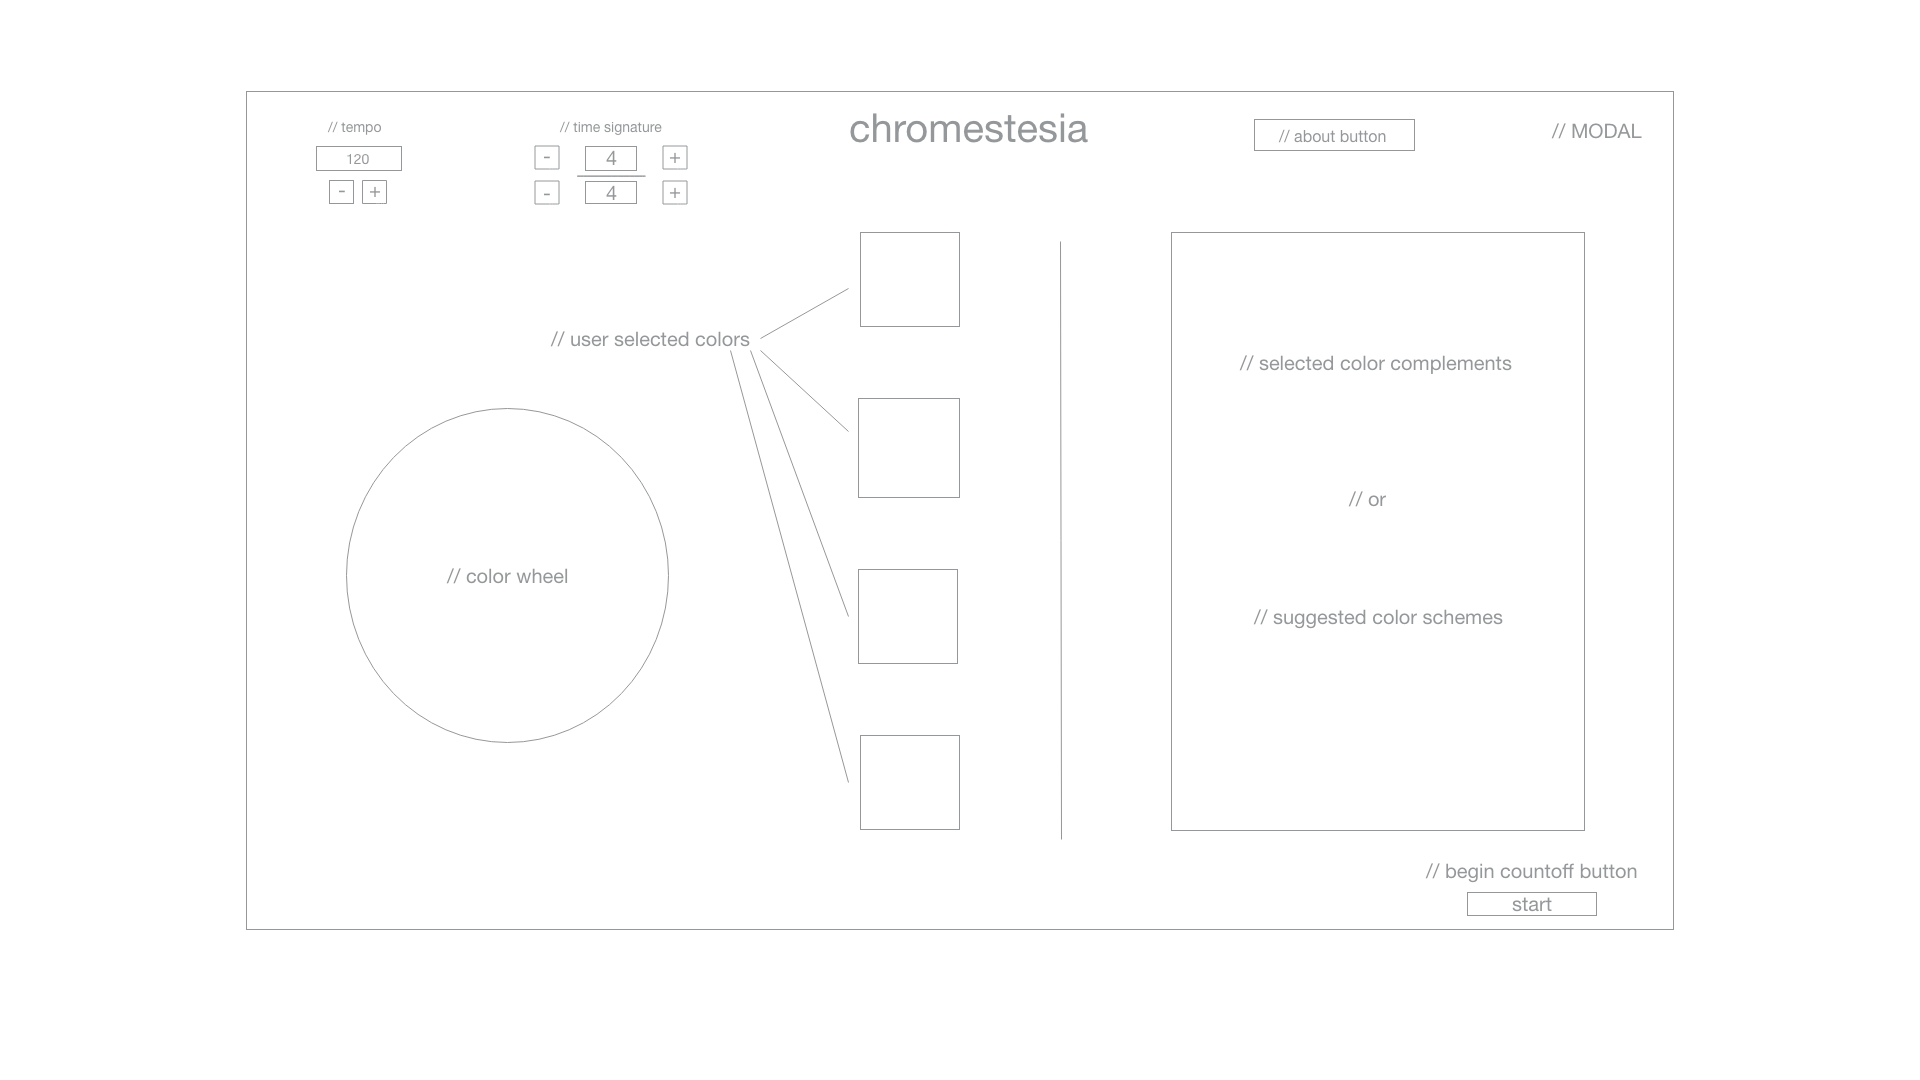 // tempo
120
- +
// time signature
- 4 +
- 4 +
chromestesia
// about button
// MODAL
// user selected colors
// color wheel
// selected color complements
// or
// suggested color schemes
// begin countoff button
start